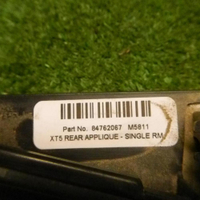 Part No. 84762067 M5811
XT5 REAR APPLIQUE - SINGLE RM